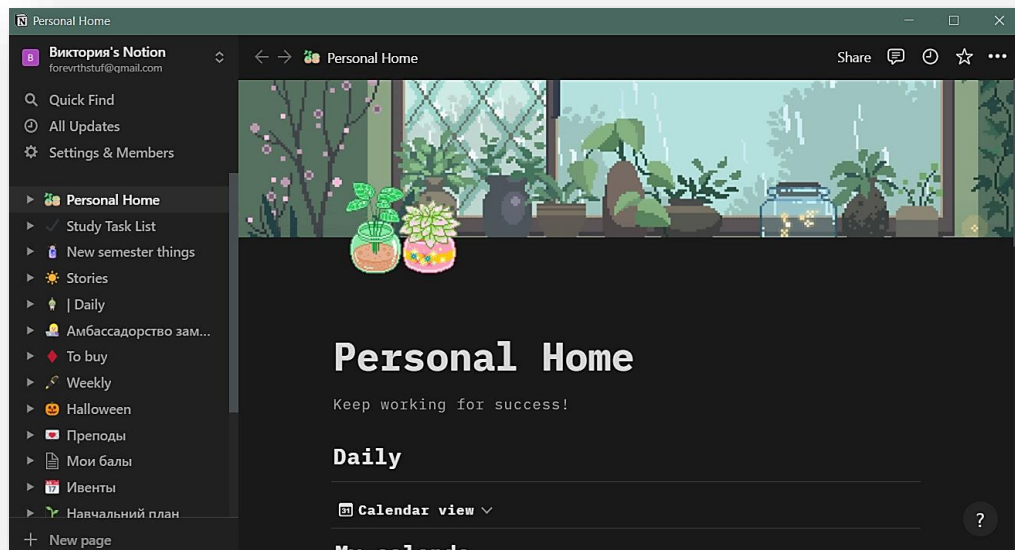 Personal Home
Виктория's Notion
forevrthstuf@gmail.com
Quick Find
All Updates
Settings & Members
Personal Home
Study Task List
New semester things
Stories
| Daily
Амбассадорство зам...
To buy
Weekly
Halloween
Преподы
Мои балы
Ивенты
Навчальний план
New page
Personal Home
Share
Personal Home
Keep working for success!
Daily
Calendar view
?